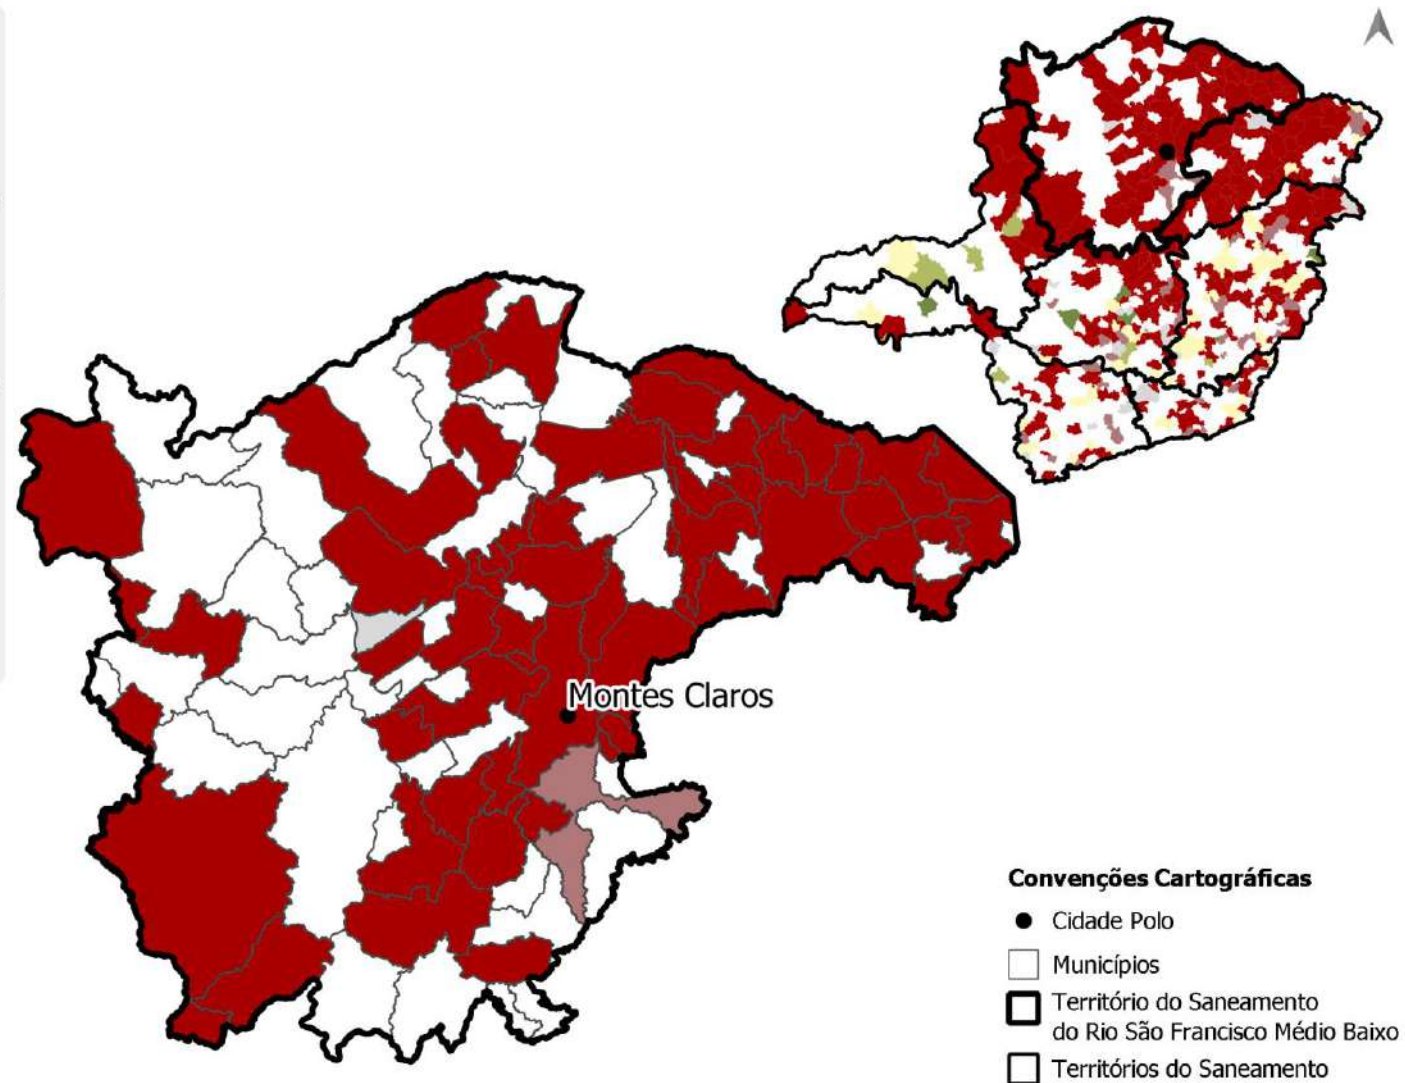 Montes Claros
Convenções Cartográficas
Cidade Polo
Municípios
Território do Saneamento
do Rio São Francisco Médio Baixo
Territórios do Saneamento